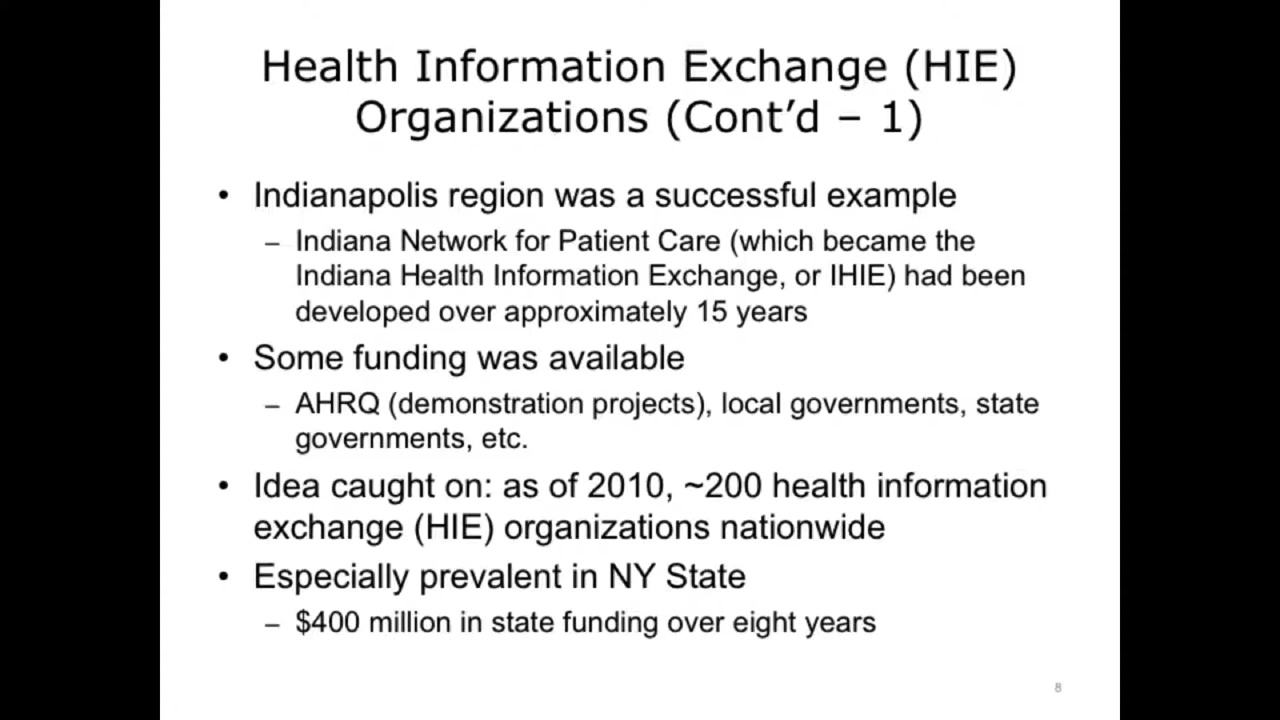 Health Information Exchange (HIE)
Organizations (Cont’d – 1)
• Indianapolis region was a successful example
– Indiana Network for Patient Care (which became the
Indiana Health Information Exchange, or IHIE) had been
developed over approximately 15 years
• Some funding was available
– AHRQ (demonstration projects), local governments, state
governments, etc.
• Idea caught on: as of 2010, ~200 health information
exchange (HIE) organizations nationwide
• Especially prevalent in NY State
– $400 million in state funding over eight years
8